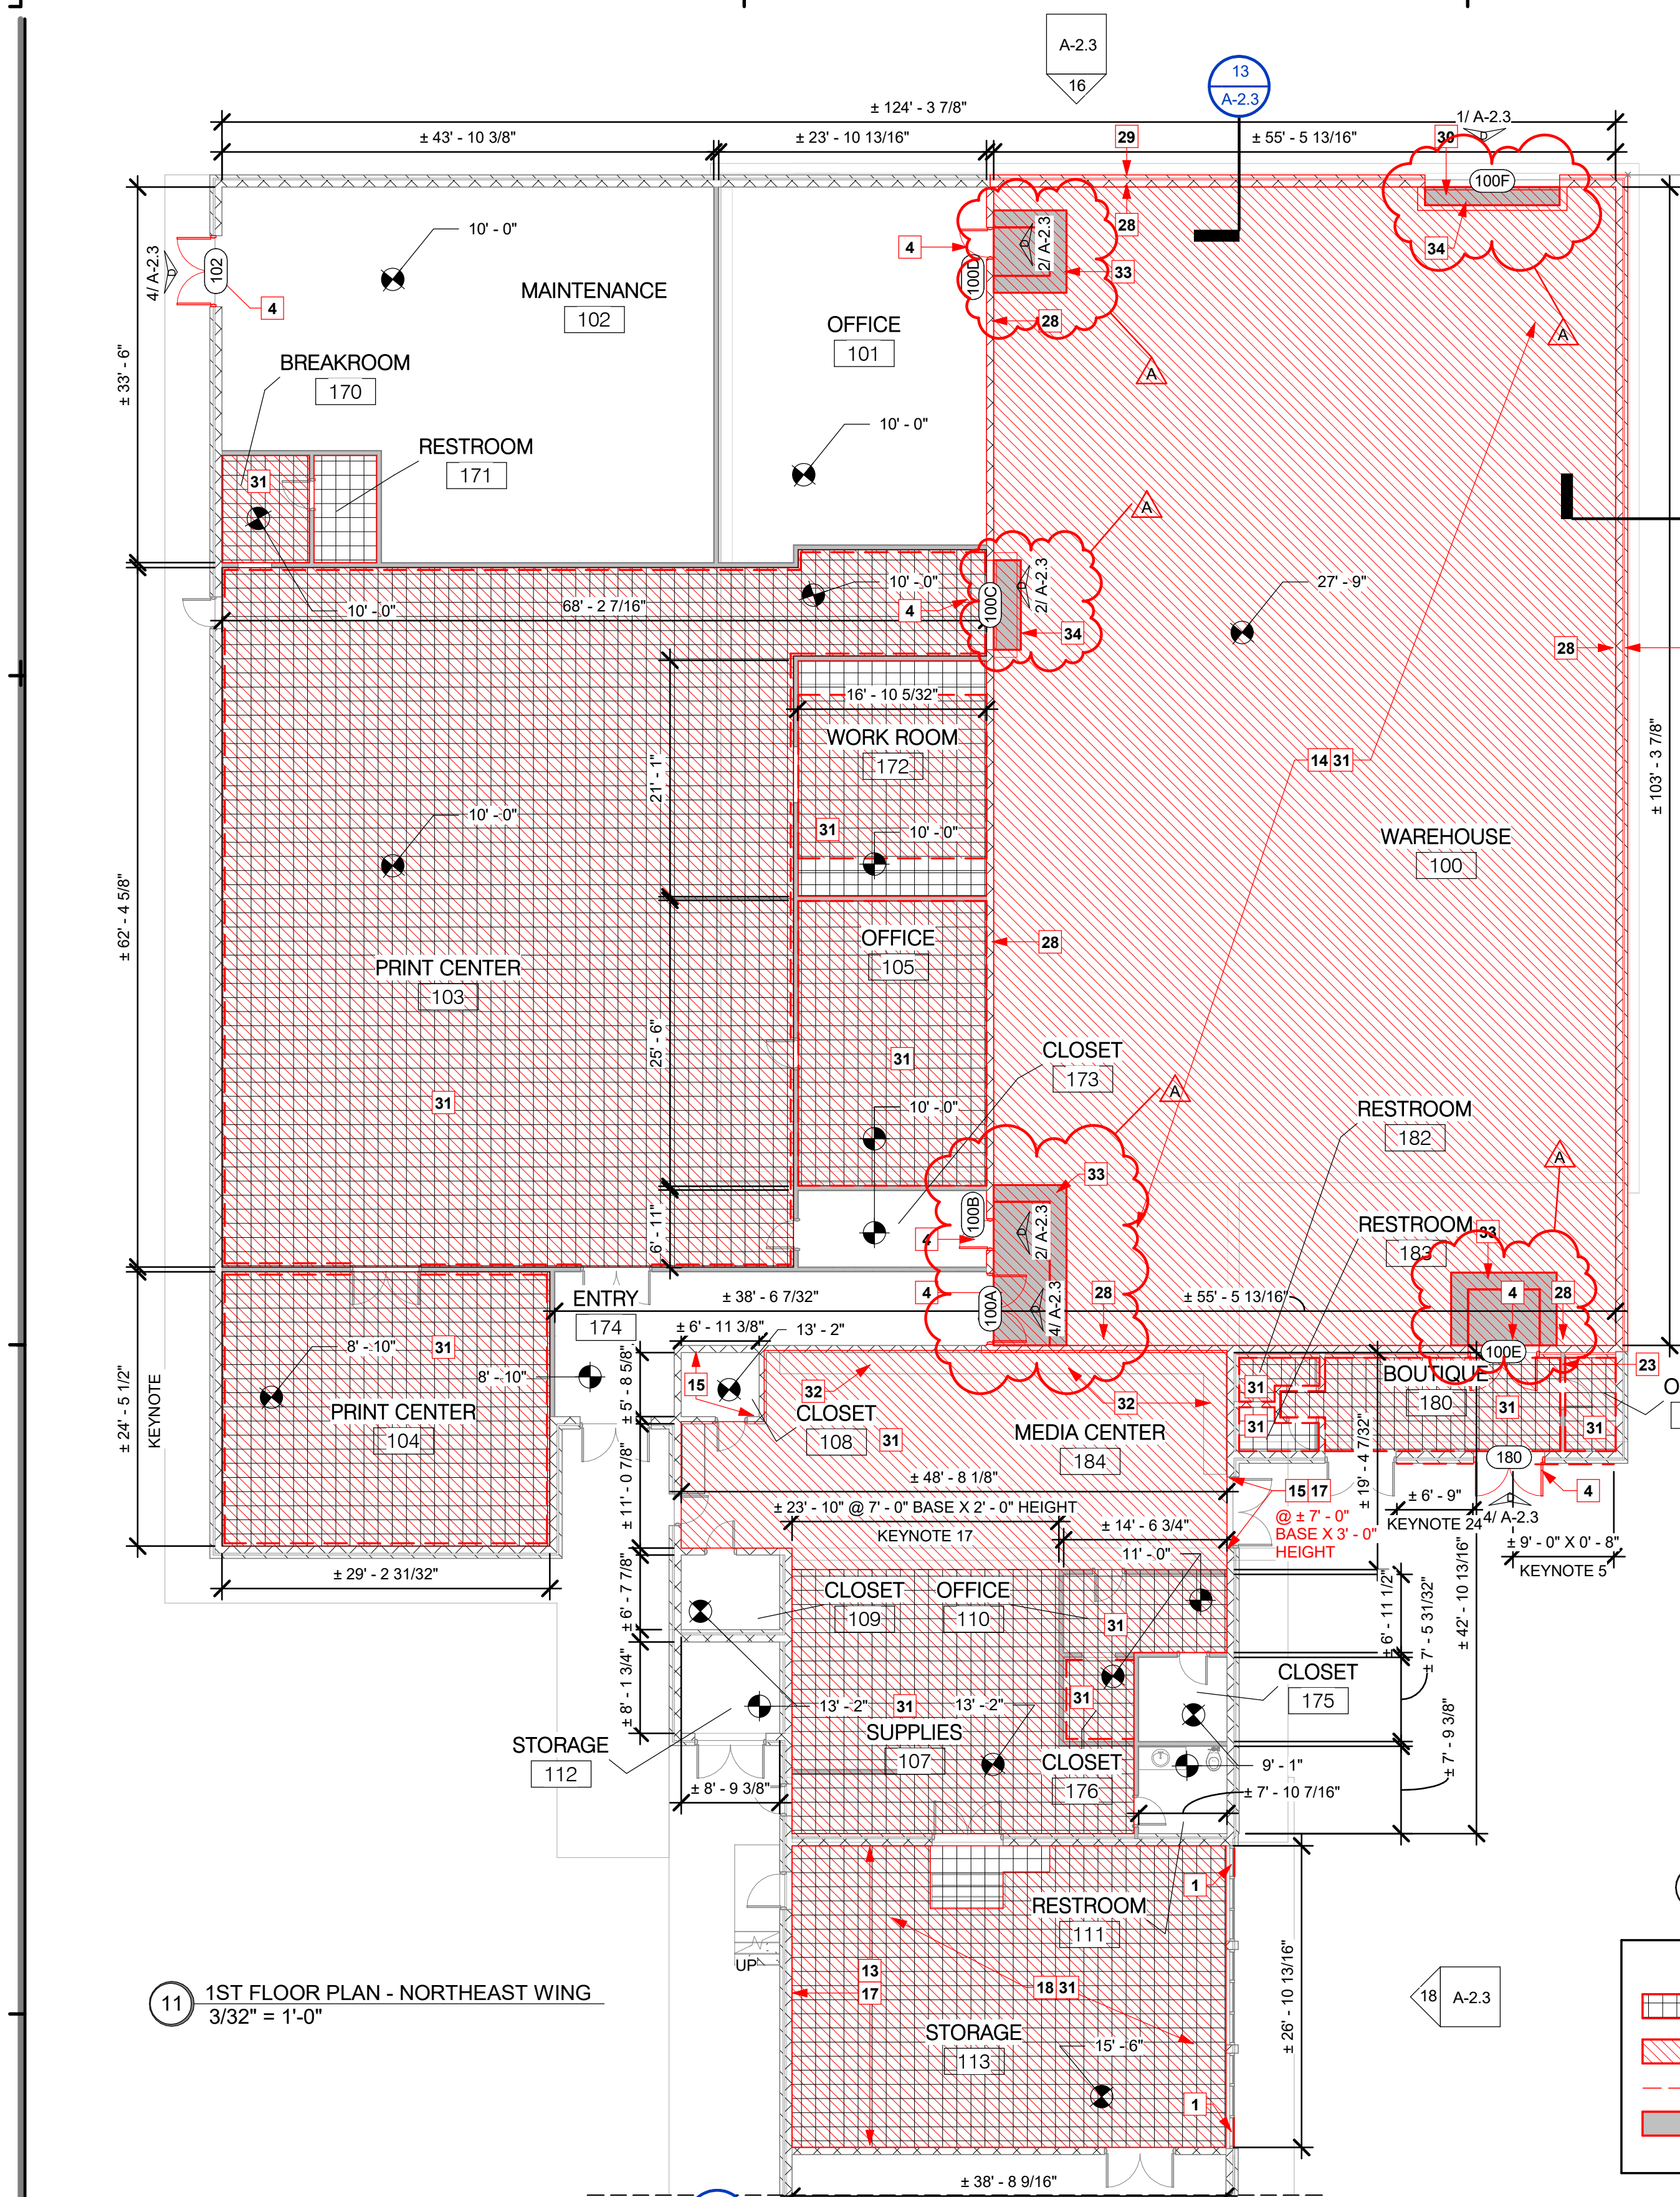 A-2.3
16
13
A-2.3
± 124' - 3 7/8"
1/ A-2.3
± 43' - 10 3/8"
± 23' - 10 13/16"
29
± 55' - 5 13/16"
30
D
100F
4/ A-2.3
D
102
4
10' - 0"
MAINTENANCE
102
OFFICE
101
4
100D
D
2/ A-2.3
28
33
28
34
A
A
± 33' - 6"
BREAKROOM
170
RESTROOM
171
31
10' - 0"
10' - 0"
68' - 2 7/16"
10' - 0"
4
100C
D
2/ A-2.3
34
A
27' - 9"
28
± 103' - 3 7/8"
16' - 10 5/32"
WORK ROOM
172
21' - 1"
31
10' - 0"
10' - 0"
14 31
WAREHOUSE
100
± 62' - 4 5/8"
PRINT CENTER
103
31
OFFICE
105
28
25' - 6"
31
10' - 0"
CLOSET
173
A
RESTROOM
182
33
6' - 11"
100B
4
D
2/ A-2.3
RESTROOM
183
33
A
4
100A
D
4/ A-2.3
28
± 55' - 5 13/16"
4
28
ENTRY
174
± 38' - 6 7/32"
± 6' - 11 3/8"
13' - 2"
100E
23
8' - 10"
31
8' - 10"
± 5' - 8 5/8"
15
32
32
31
BOUTIQUE
180
31
31
31
O
± 24' - 5 1/2"
KEYNOTE
PRINT CENTER
104
CLOSET
108
31
MEDIA CENTER
184
180
± 11' - 0 7/8"
± 48' - 8 1/8"
15 17
± 19' - 4 7/32"
± 6' - 9"
D
4
± 23' - 10" @ 7' - 0" BASE X 2' - 0" HEIGHT
KEYNOTE 17
± 14' - 6 3/4"
@ ± 7' - 0"
BASE X 3' - 0"
HEIGHT
KEYNOTE 24
4/ A-2.3
± 9' - 0" X 0' - 8"
KEYNOTE 5
11' - 0"
± 29' - 2 31/32"
± 6' - 7 7/8"
CLOSET
109
OFFICE
110
31
± 6' - 11 1/2"
± 7' - 5 31/32"
± 42' - 10 13/16"
± 8' - 1 3/4"
13' - 2"
31
13' - 2"
31
CLOSET
175
STORAGE
112
SUPPLIES
107
CLOSET
176
9' - 1"
± 7' - 9 3/8"
± 8' - 9 3/8"
± 7' - 10 7/16"
1
RESTROOM
111
UP
13
17
18 31
± 26' - 10 13/16"
18
A-2.3
11
1ST FLOOR PLAN - NORTHEAST WING
3/32" = 1'-0"
STORAGE
113
15' - 6"
1
± 38' - 8 9/16"